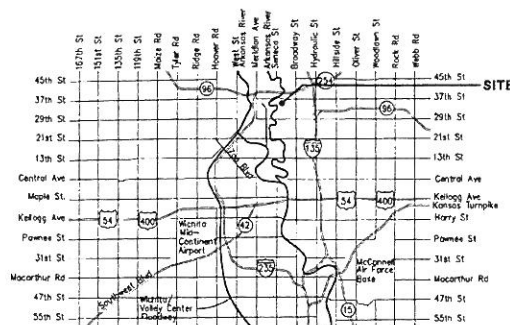 167th St
151st St
135th St
119th St
Maize Rd
Tyler Rd
Ridge Rd
Hoover Rd
West St
Arkansas River
Meridian Ave
Arkansas River
Seneca St
Broadway St
Hydraulic St
Hillside St
Oliver St
Woodlawn St
Rock Rd
Webb Rd
45th St
37th St
29th St
21st St
13th St
Central Ave
Maple St.
Kellogg Ave
Pawnee St
31st St
Macarthur Rd
47th St
55th St
96
254
SITE
96
Zoo Blvd
135
54
400
54
400
42
Wichita
Mid-
Continent
Airport
235
McConnell
Air Force
Base
Southwest Blvd
Wichita/
Valley Center
Floodway
15
45th St
37th St
29th St
21st St
13th St
Central Ave
Kellogg Ave
Kansas Turnpike
Harry St
Pawnee St
31st St
Macarthur Rd
47th St
55th St